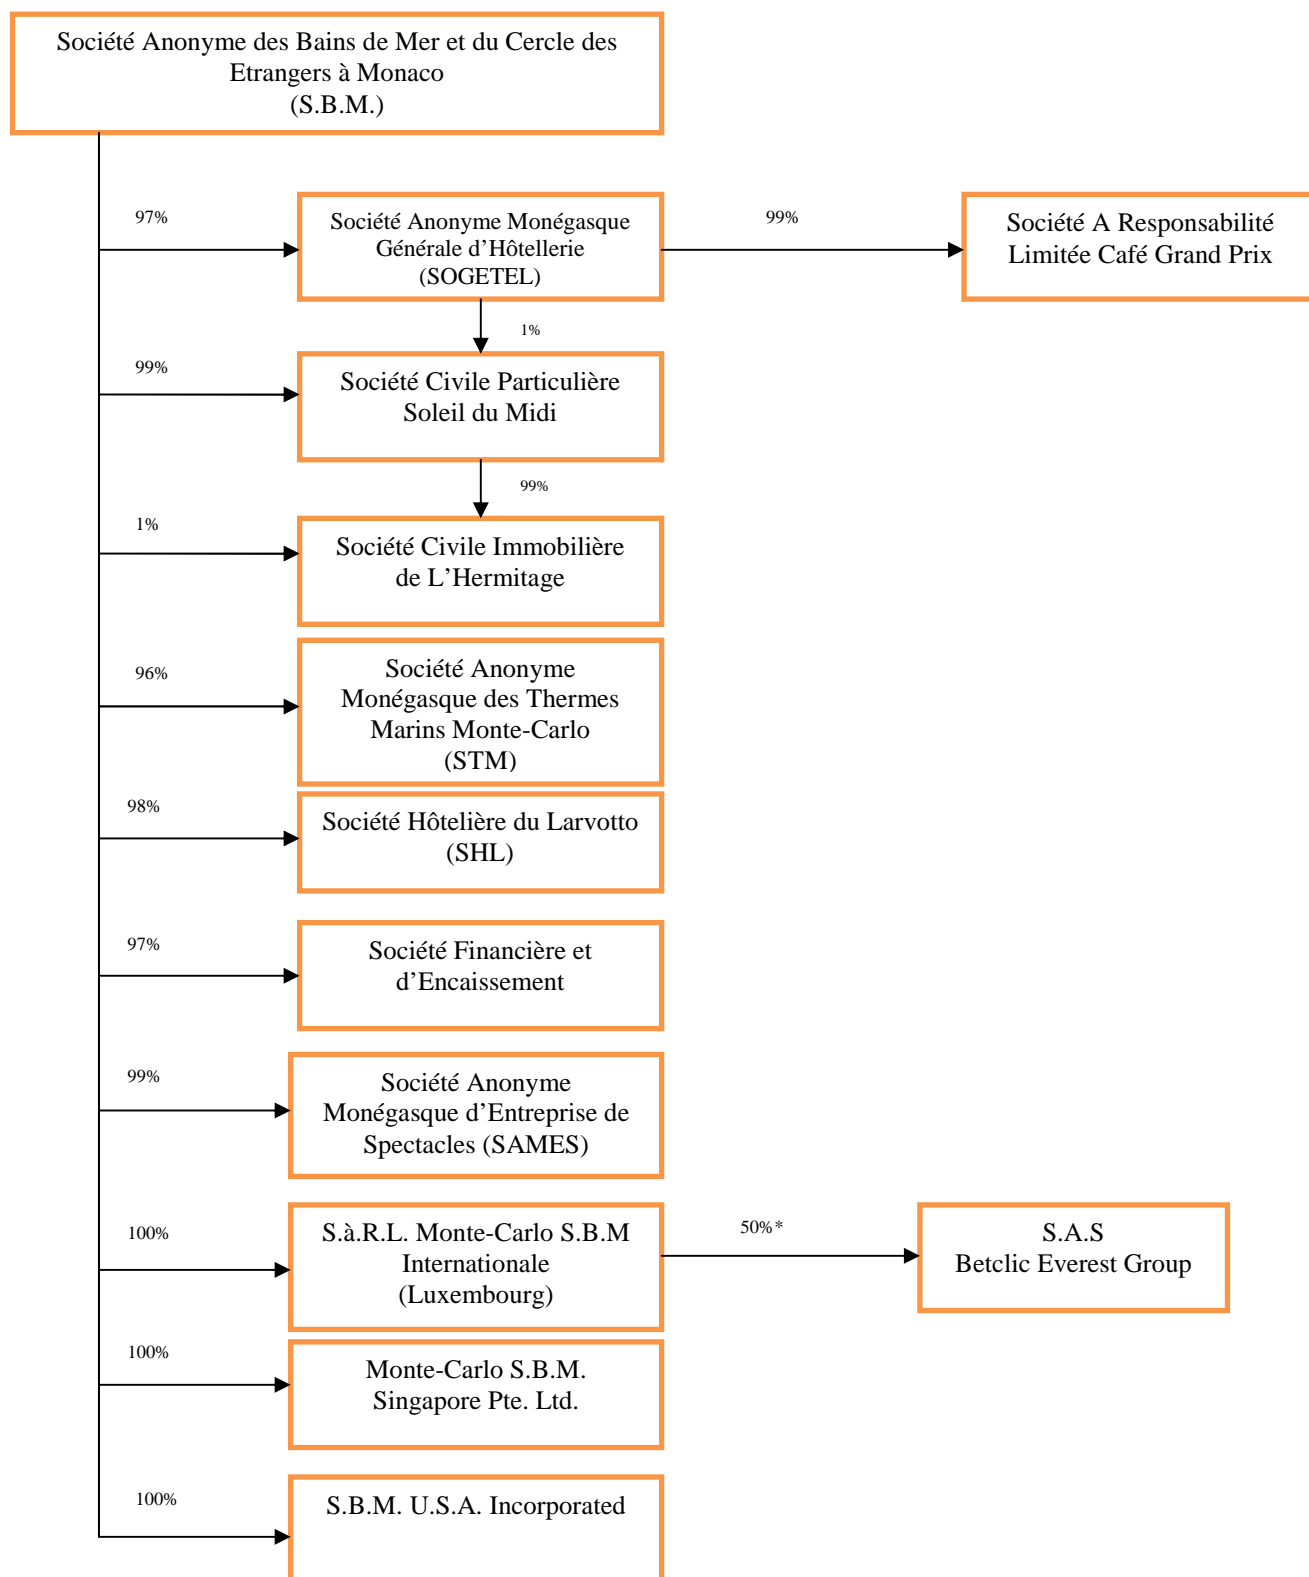 Société Anonyme des Bains de Mer et du Cercle des
Etrangers à Monaco
(S.B.M.)
97%
Société Anonyme Monégasque
Générale d’Hôtellerie
(SOGETEL)
99%
Société A Responsabilité
Limitée Café Grand Prix
1%
99%
Société Civile Particulière
Soleil du Midi
99%
1%
Société Civile Immobilière
de L’Hermitage
96%
Société Anonyme
Monégasque des Thermes
Marins Monte-Carlo
(STM)
98%
Société Hôtelière du Larvotto
(SHL)
97%
Société Financière et
d’Encaissement
99%
Société Anonyme
Monégasque d’Entreprise de
Spectacles (SAMES)
100%
S.à.R.L. Monte-Carlo S.B.M
Internationale
(Luxembourg)
50%*
S.A.S
Betclic Everest Group
100%
Monte-Carlo S.B.M.
Singapore Pte. Ltd.
100%
S.B.M. U.S.A. Incorporated